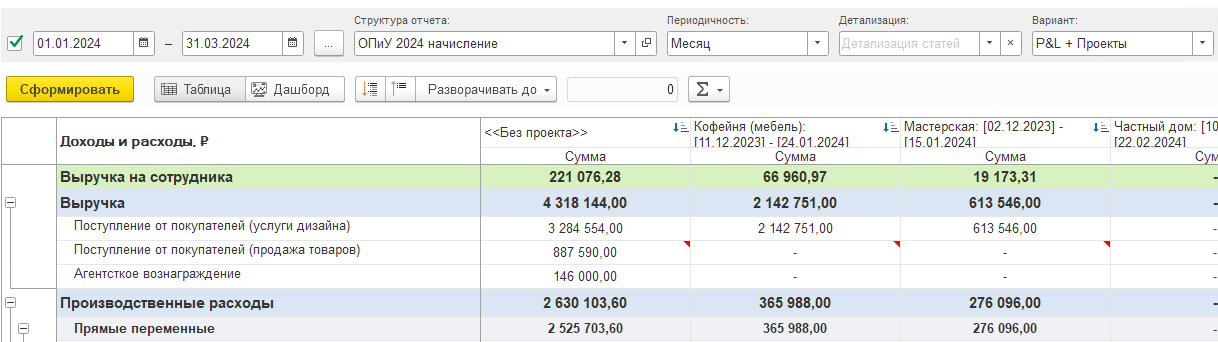 Структура отчета: Периодичность: Детализация: Вариант:
01.01.2024 – 31.03.2024 ... ОПиУ 2024 начисление Месяц Детализация статей × P&L + Проекты
Сформировать Таблица Дашборд Разворачивать до 0 Σ
Доходы и расходы, ₽ <<Без проекта>> Кофейня (мебель): Мастерская: [02.12.2023] - Частный дом: [10
[11.12.2023] - [24.01.2024] [15.01.2024] [22.02.2024]
Сумма Сумма Сумма Сум
Выручка на сотрудника 221 076,28 66 960,97 19 173,31 -
Выручка 4 318 144,00 2 142 751,00 613 546,00 -
Поступление от покупателей (услуги дизайна) 3 284 554,00 2 142 751,00 613 546,00 -
Поступление от покупателей (продажа товаров) 887 590,00 - - -
Агентсткое вознаграждение 146 000,00 - - -
Производственные расходы 2 630 103,60 365 988,00 276 096,00 -
Прямые переменные 2 525 703,60 365 988,00 276 096,00 -